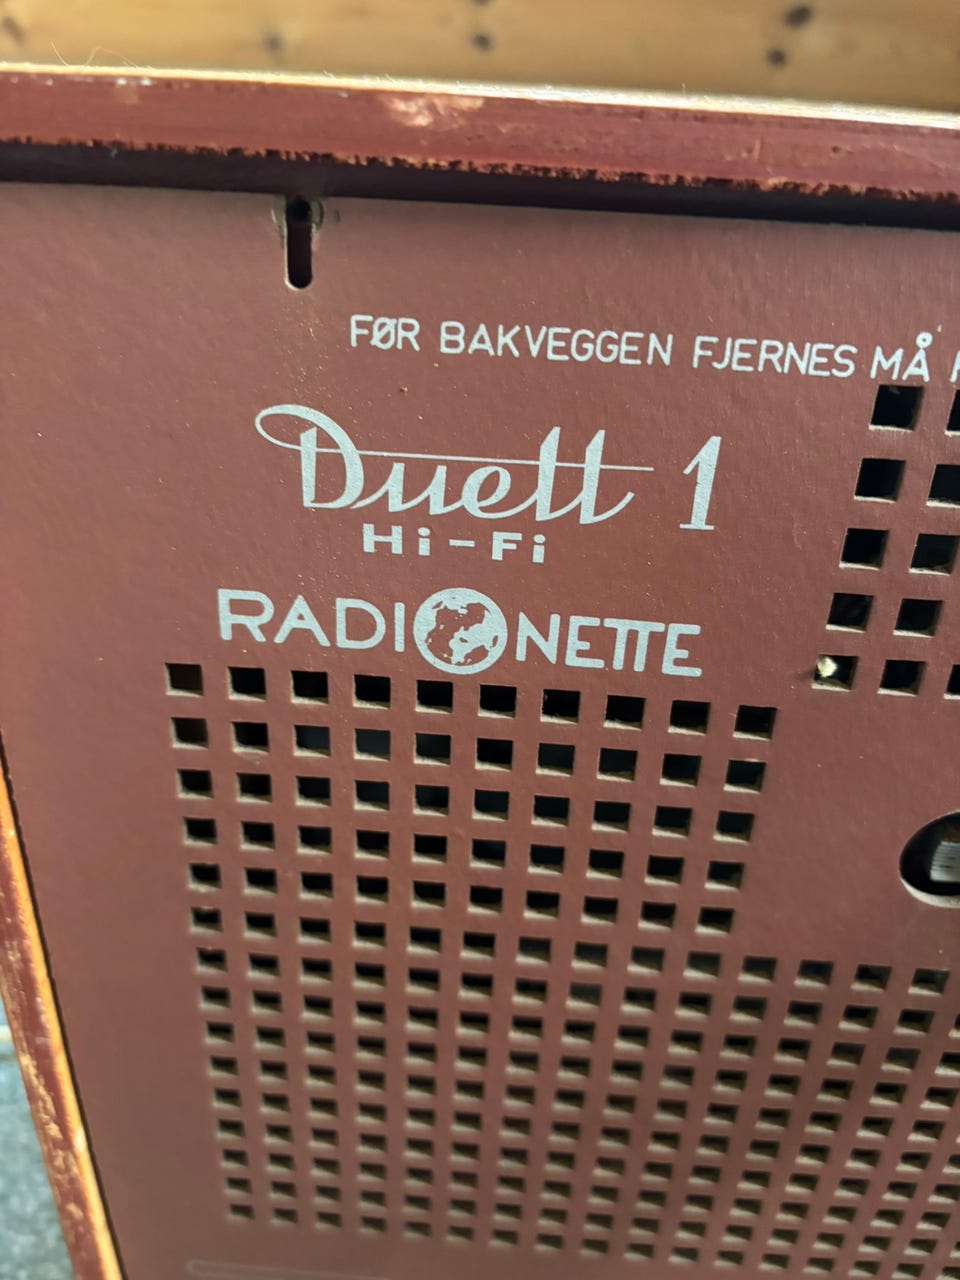 FØR BAKVEGGEN FJERNES MÅ
Duett 1
Hi-Fi
RADIONETTE